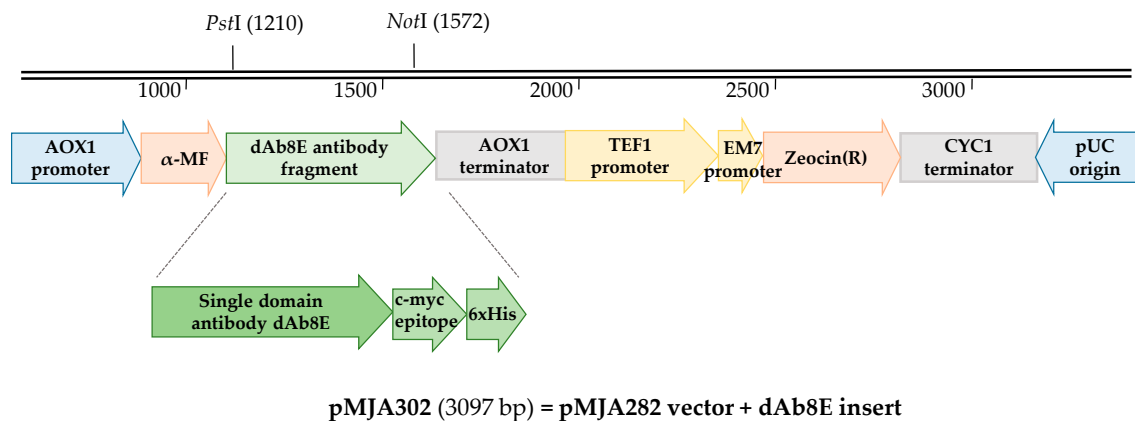 PstI (1210)
NotI (1572)
1000
1500
2000
2500
3000
AOX1
promoter
α-MF
dAb8E antibody
fragment
AOX1
terminator
TEF1
promoter
EM7
promoter
Zeocin(R)
CYC1
terminator
pUC
origin
Single domain
antibody dAb8E
c-myc
epitope
6xHis
pMJA302 (3097 bp) = pMJA282 vector + dAb8E insert